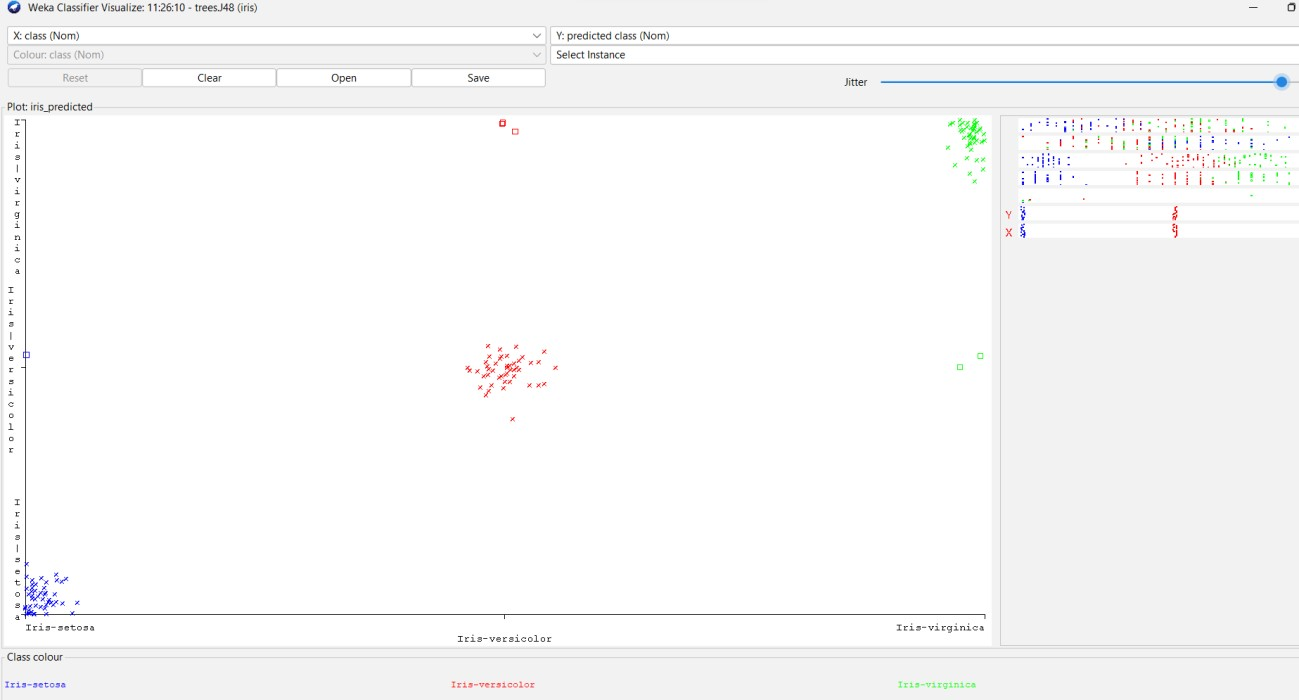 Weka Classifier Visualize: 11:26:10 - trees.J48 (iris)
X: class (Nom)
Y: predicted class (Nom)
Colour: class (Nom)
Select Instance
Reset
Clear
Open
Save
Jitter
Plot: iris_predicted
Iris-virginica
Iris-versicolor
Iris-setosa
Y
X
Iris-setosa
Iris-versicolor
Iris-virginica
Class colour
Iris-setosa
Iris-versicolor
Iris-virginica